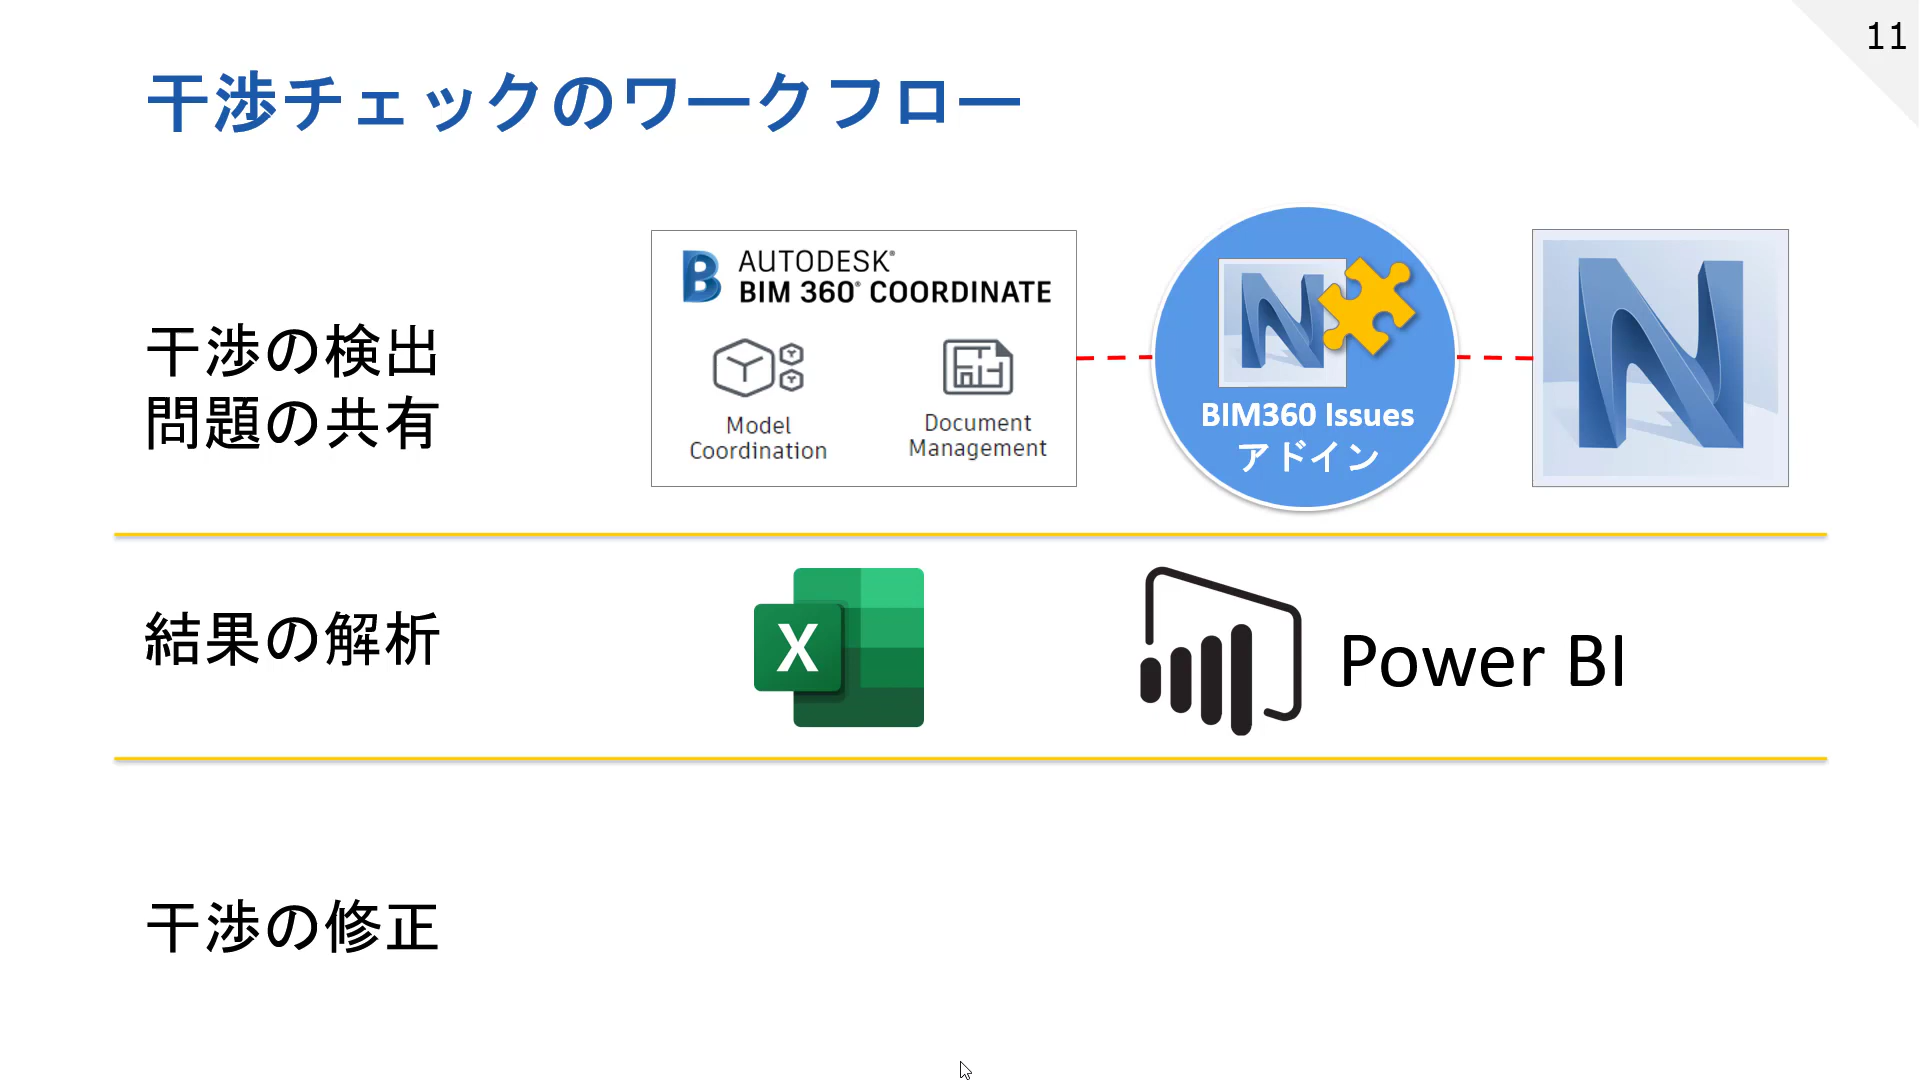 11
干渉チェックのワークフロー
干渉の検出
問題の共有
AUTODESK®
BIM 360® COORDINATE
Model
Coordination
Document
Management
BIM360 Issues
アドイン
結果の解析
X
Power BI
干渉の修正